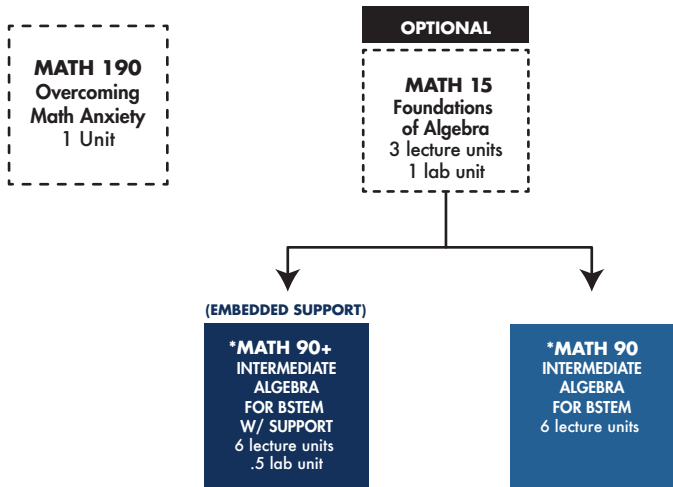 MATH 190
Overcoming
Math Anxiety
1 Unit
OPTIONAL
MATH 15
Foundations
of Algebra
3 lecture units
1 lab unit
(EMBEDDED SUPPORT)
*MATH 90+
INTERMEDIATE
ALGEBRA
FOR BSTEM
W/ SUPPORT
6 lecture units
.5 lab unit
*MATH 90
INTERMEDIATE
ALGEBRA
FOR BSTEM
6 lecture units